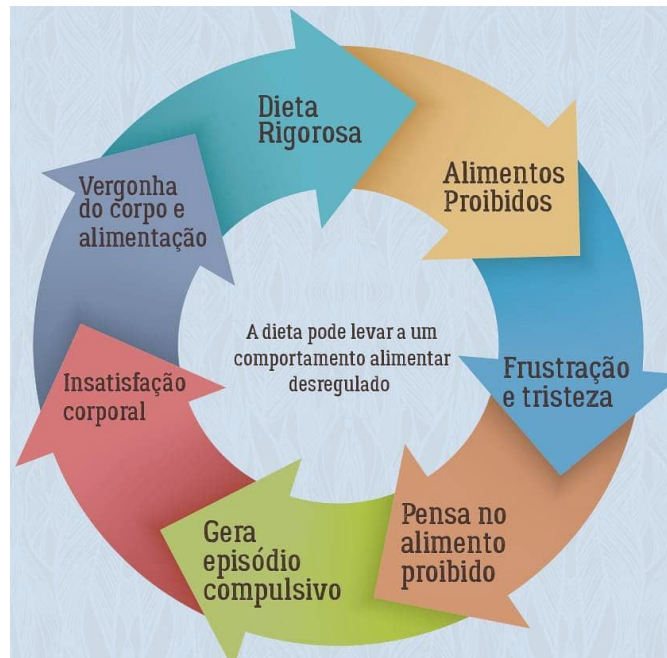 Dieta
Rigorosa
Alimentos
Proibidos
Frustração
e tristeza
Pensa no
alimento
proibido
Gera
episódio
compulsivo
Insatisfação
corporal
Vergonha
do corpo e
alimentação
A dieta pode levar a um
comportamento alimentar
desregulado